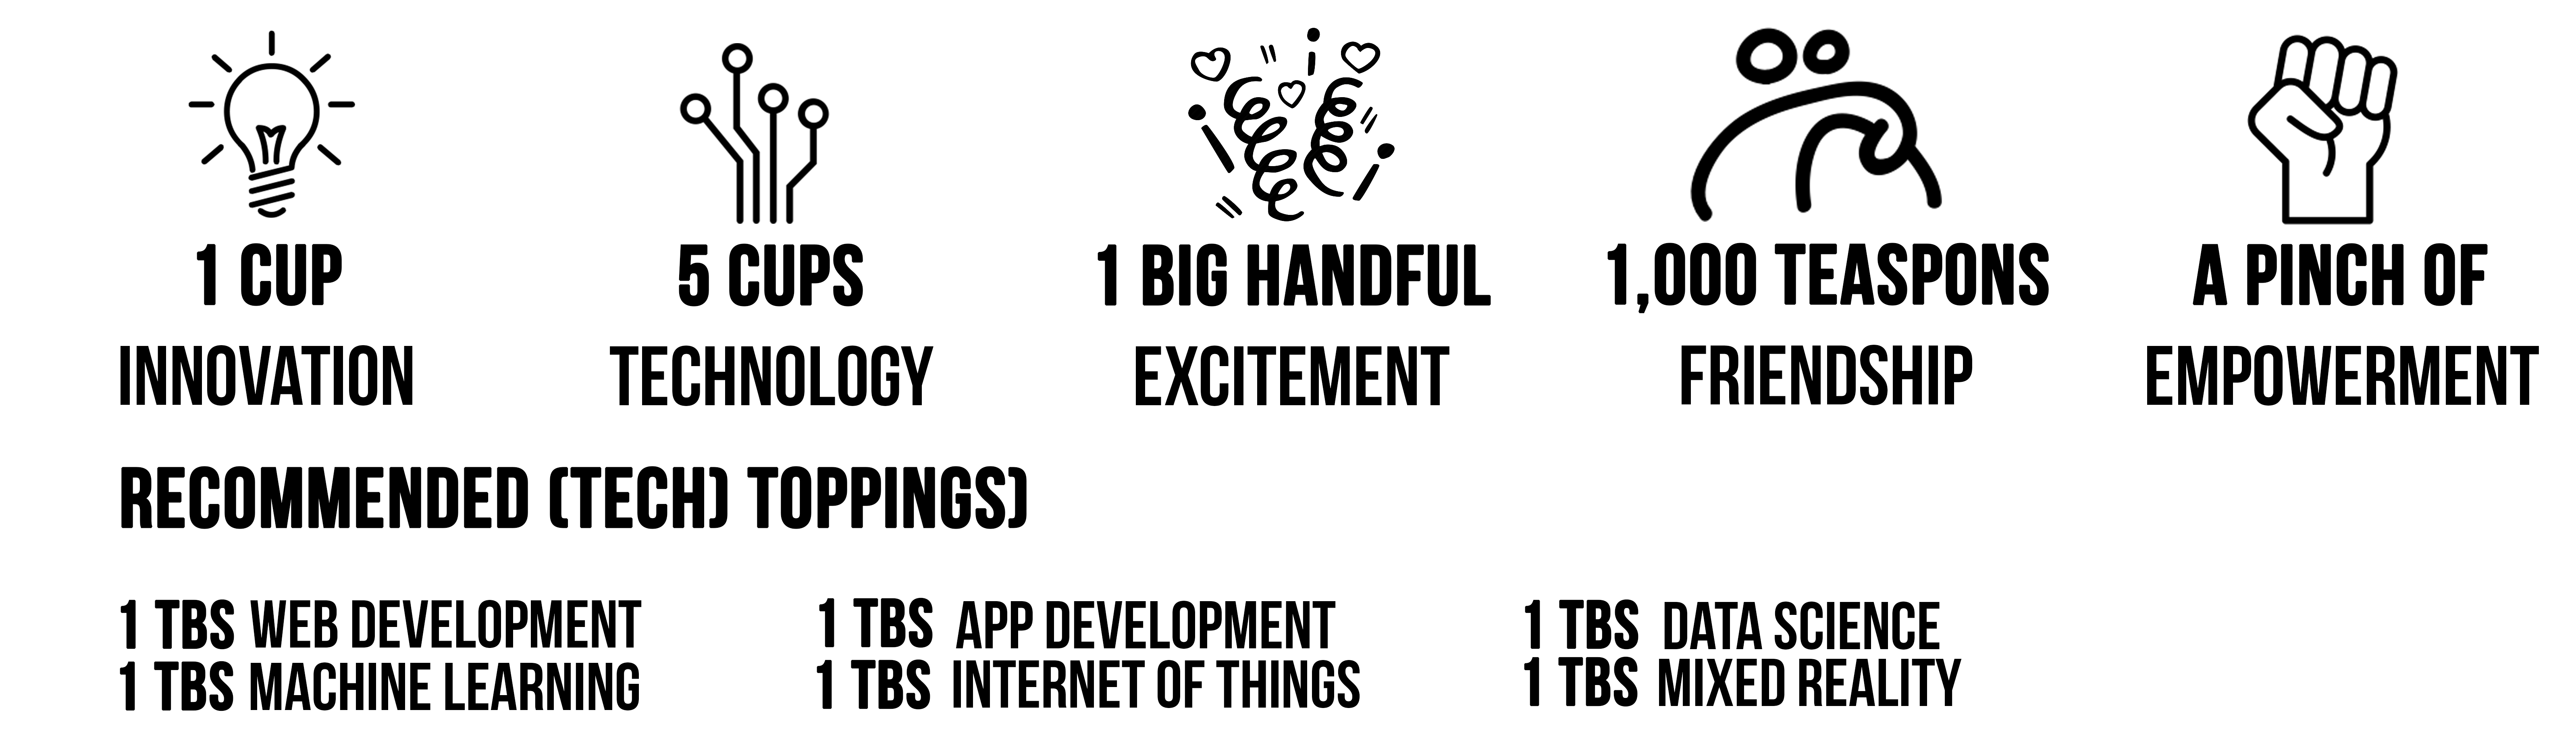 1 CUP
INNOVATION
5 CUPS
TECHNOLOGY
1 BIG HANDFUL
EXCITEMENT
1,000 TEASPONS
FRIENDSHIP
A PINCH OF
EMPOWERMENT
RECOMMENDED (TECH) TOPPINGS)
1 TBS WEB DEVELOPMENT
1 TBS MACHINE LEARNING
1 TBS APP DEVELOPMENT
1 TBS INTERNET OF THINGS
1 TBS DATA SCIENCE
1 TBS MIXED REALITY